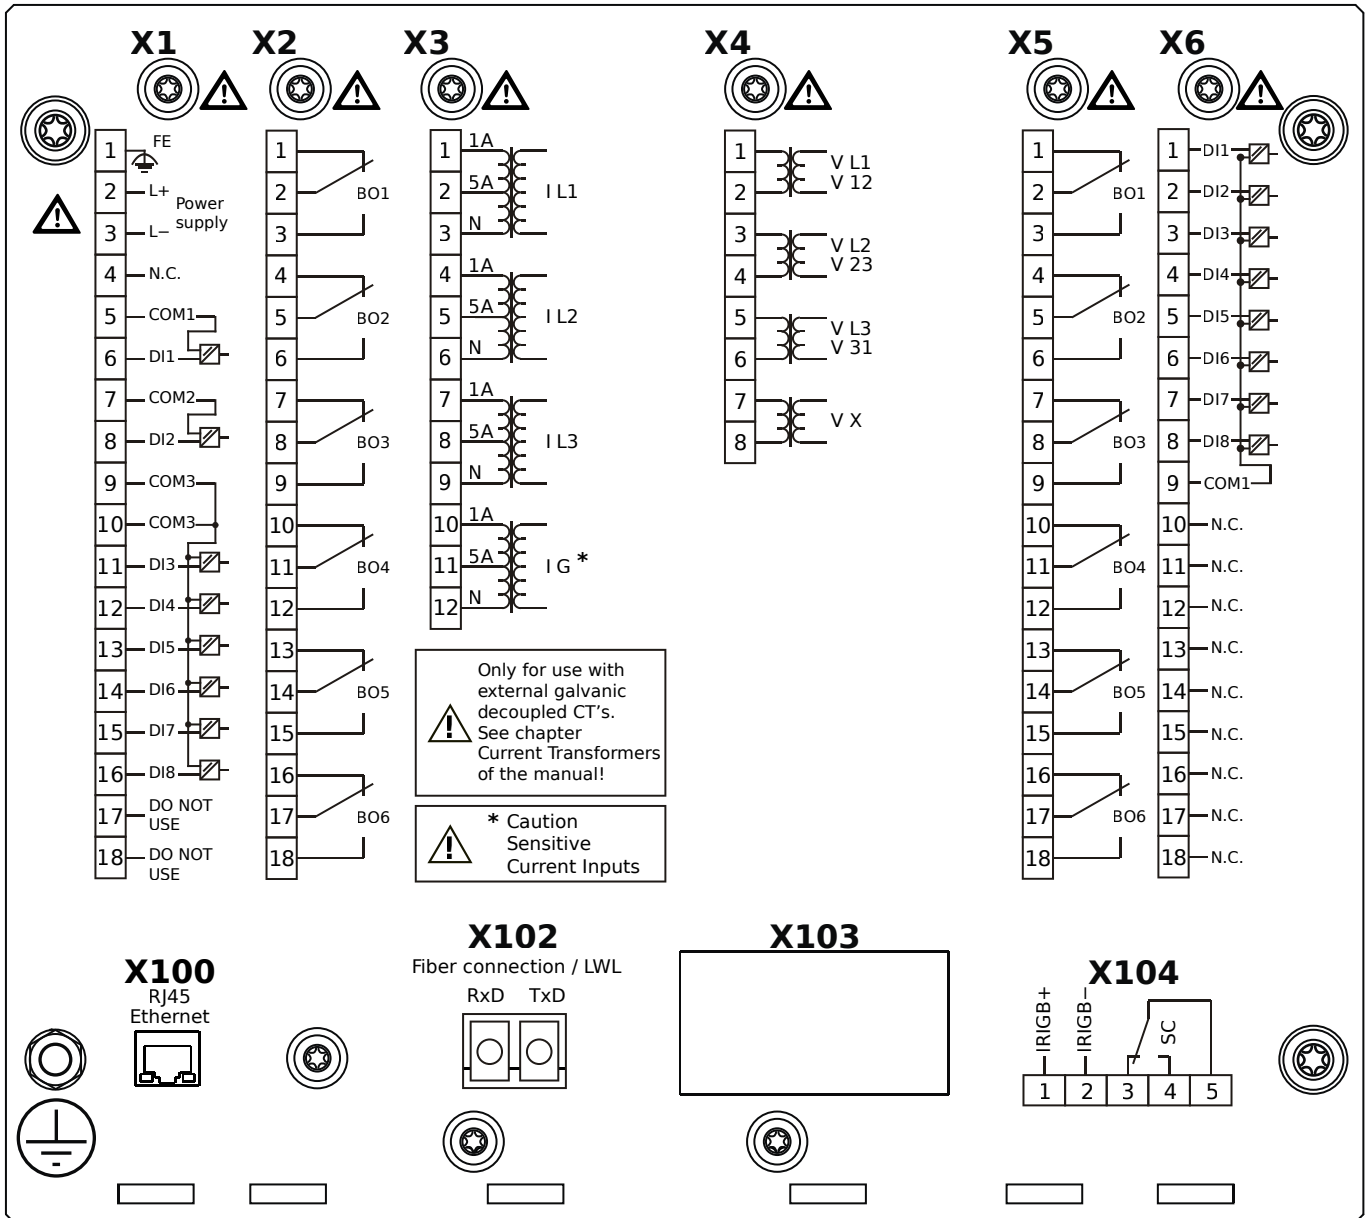 X1 X2 X3 X4 X5 X6
1 FE
2 L+
Power
supply
3 L−
4 N.C.
5 COM1
6 DI1
7 COM2
8 DI2
9 COM3
10 COM3
11 DI3
12 DI4
13 DI5
14 DI6
15 DI7
16 DI8
17 DO NOT
USE
18 DO NOT
USE
1
2 BO1
3
4
5 BO2
6
7
8 BO3
9
10
11 BO4
12
13
14 BO5
15
16
17 BO6
18
1 1A
2 5A I L1
3 N
4 1A
5 5A I L2
6 N
7 1A
8 5A I L3
9 N
10 1A
11 5A I G *
12 N
Only for use with
external galvanic
decoupled CT's.
See chapter
Current Transformers
of the manual!
* Caution
Sensitive
Current Inputs
1 V L1
2 V 12
3 V L2
4 V 23
5 V L3
6 V 31
7 V X
8
1
2 BO1
3
4
5 BO2
6
7
8 BO3
9
10
11 BO4
12
13
14 BO5
15
16
17 BO6
18
1 DI1
2 DI2
3 DI3
4 DI4
5 DI5
6 DI6
7 DI7
8 DI8
9 COM1
10 N.C.
11 N.C.
12 N.C.
13 N.C.
14 N.C.
15 N.C.
16 N.C.
17 N.C.
18 N.C.
X100
RJ45
Ethernet
X102
Fiber connection / LWL
RxD TxD
X103
X104
IRIGB+ IRIGB− SC
1 2 3 4 5